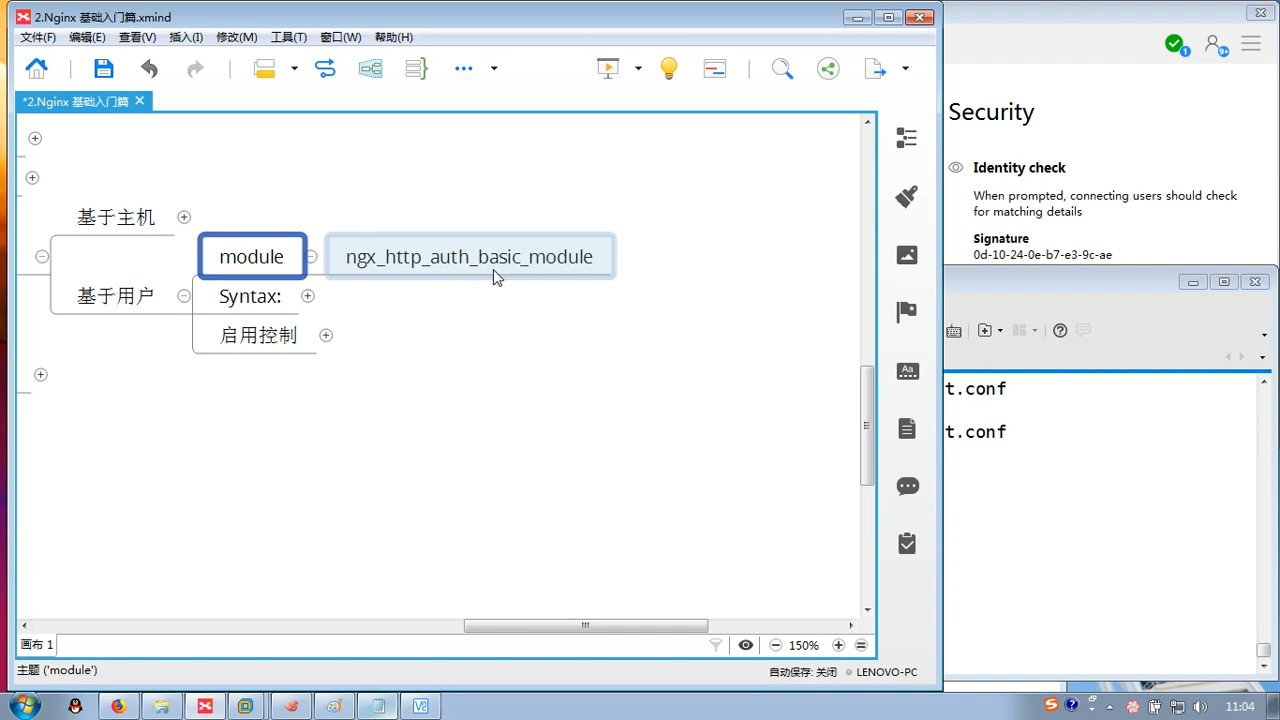 2.Nginx 基础入门篇.xmind
文件(F) 编辑(E) 查看(V) 插入(I) 修改(M) 工具(T) 窗口(W) 帮助(H)
*2.Nginx 基础入门篇
基于主机
module
ngx_http_auth_basic_module
基于用户
Syntax:
启用控制
画布 1
150%
主题 ('module')
自动保存: 关闭
LENOVO-PC
1
9+
Security
Identity check
When prompted, connecting users should check
for matching details
Signature
0d-10-24-0e-b7-e3-9c-ae
t.conf
t.conf
Aa
11:04